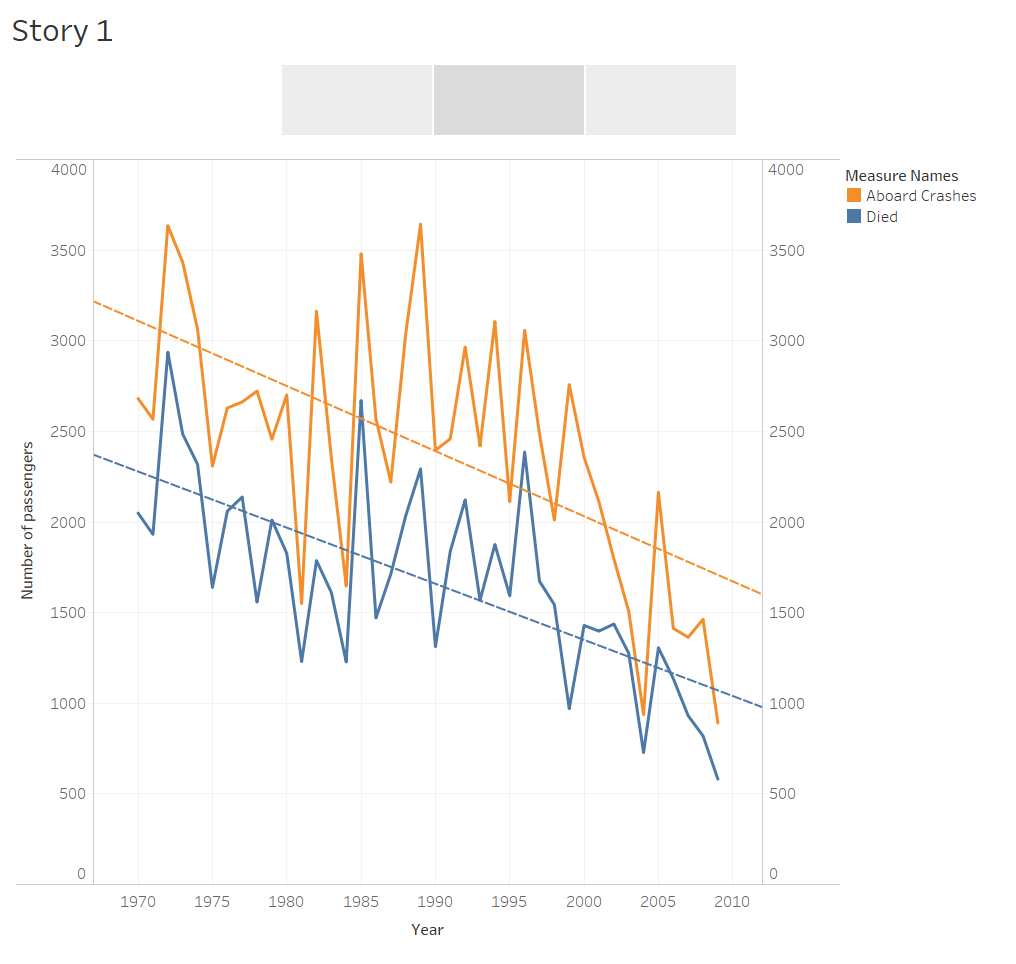 Story 1
4000 4000
Measure Names
Aboard Crashes
Died
3500 3500
3000 3000
2500 2500
2000 2000
1500 1500
1000 1000
500 500
0 0
Number of passengers
1970 1975 1980 1985 1990 1995 2000 2005 2010
Year